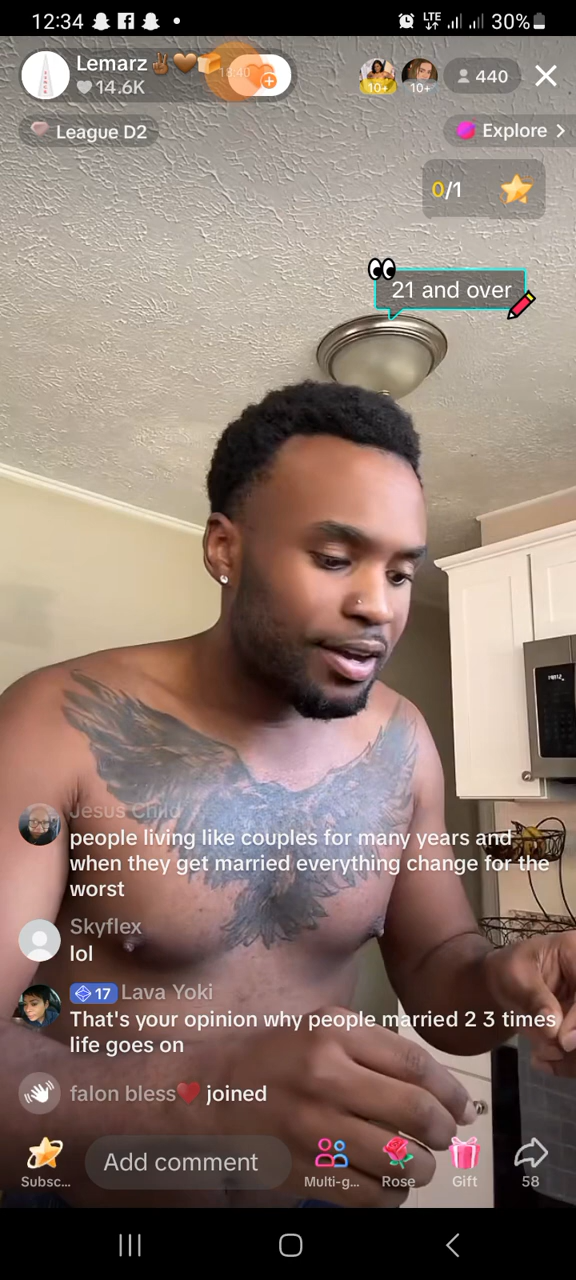 12:34
LTE 30%
Lemarz✌🏾🤎📦
14.6K
10+ 10+ 440
League D2
Explore >
0/1
21 and over
Jesus Child
people living like couples for many years and
when they get married everything change for the
worst
Skyflex
lol
17 Lava Yoki
That's your opinion why people married 2 3 times
life goes on
falon bless❤️ joined
Add comment
Subsc... Multi-g... Rose Gift 58